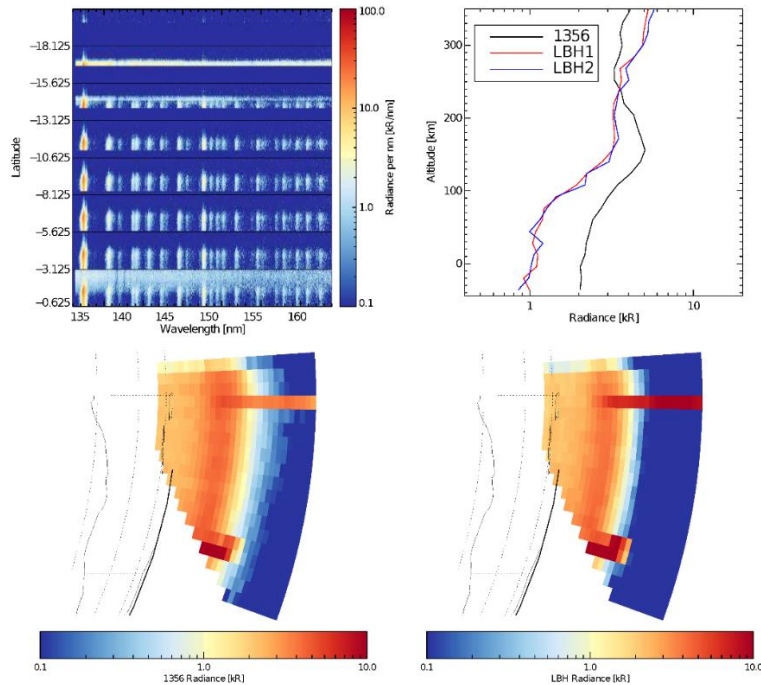 100.0
10.0
1.0
0.1
Radiance per nm [kR/nm]
−18.125
−15.625
−13.125
−10.625
−8.125
−5.625
−3.125
−0.625
Latitude
135 140 145 150 155 160
Wavelength [nm]
300
200
100
0
Altitude [km]
1356
LBH1
LBH2
1 10
Radiance [kR]
0.1 1.0 10.0
1356 Radiance [kR]
0.1 1.0 10.0
LBH Radiance [kR]